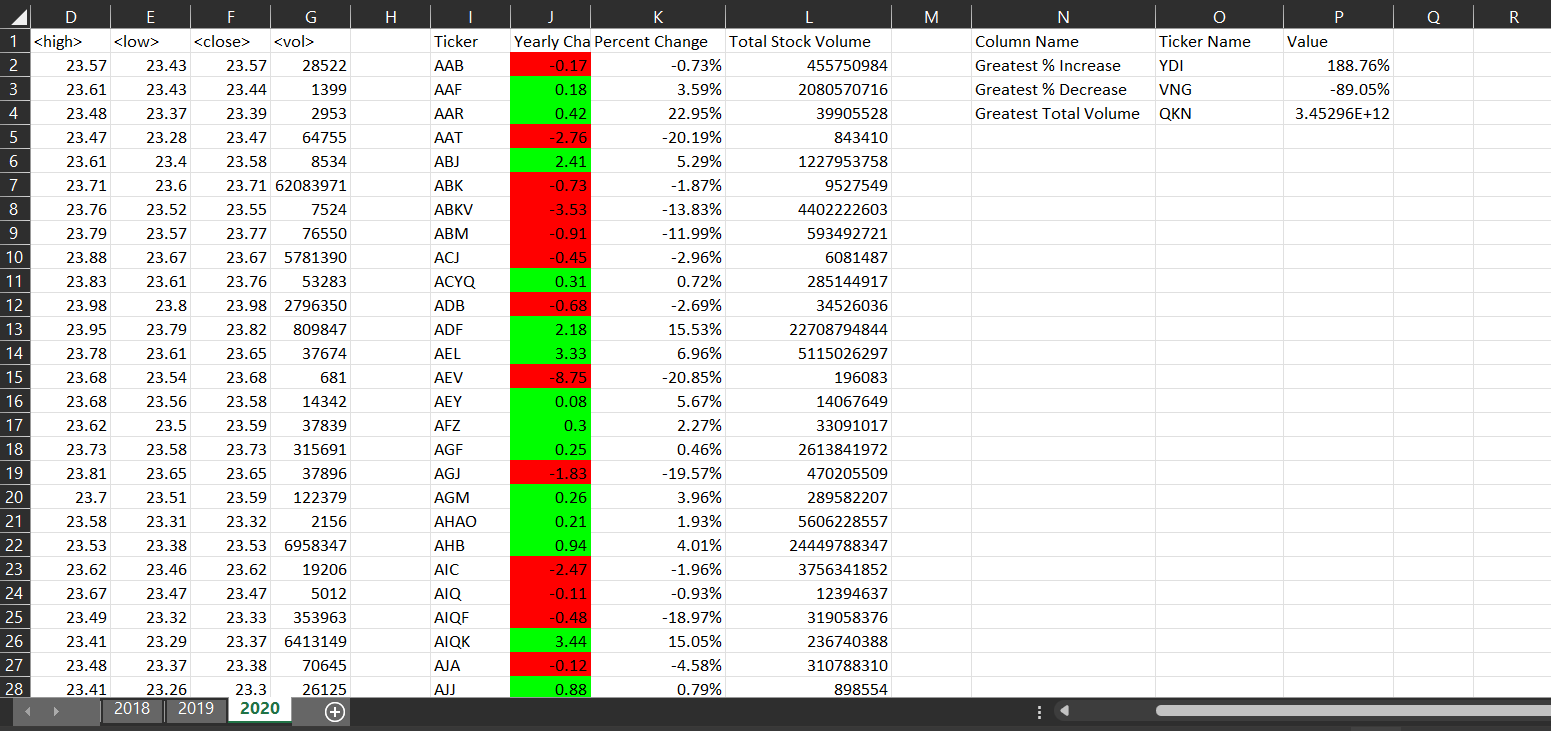 D E F G H I J K L M N O P Q R
1 <high> <low> <close> <vol> Ticker Yearly Cha Percent Change Total Stock Volume Column Name Ticker Name Value
2 23.57 23.43 23.57 28522 AAB -0.17 -0.73% 455750984 Greatest % Increase YDI 188.76%
3 23.61 23.43 23.44 1399 AAF 0.18 3.59% 2080570716 Greatest % Decrease VNG -89.05%
4 23.48 23.37 23.39 2953 AAR 0.42 22.95% 39905528 Greatest Total Volume QKN 3.45296E+12
5 23.47 23.28 23.47 64755 AAT -2.76 -20.19% 843410
6 23.61 23.4 23.58 8534 ABJ 2.41 5.29% 1227953758
7 23.71 23.6 23.71 62083971 ABK -0.73 -1.87% 9527549
8 23.76 23.52 23.55 7524 ABKV -3.53 -13.83% 4402222603
9 23.79 23.57 23.77 76550 ABM -0.91 -11.99% 593492721
10 23.88 23.67 23.67 5781390 ACJ -0.45 -2.96% 6081487
11 23.83 23.61 23.76 53283 ACYQ 0.31 0.72% 285144917
12 23.98 23.8 23.98 2796350 ADB -0.68 -2.69% 34526036
13 23.95 23.79 23.82 809847 ADF 2.18 15.53% 22708794844
14 23.78 23.61 23.65 37674 AEL 3.33 6.96% 5115026297
15 23.68 23.54 23.68 681 AEV -8.75 -20.85% 196083
16 23.68 23.56 23.58 14342 AEY 0.08 5.67% 14067649
17 23.62 23.5 23.59 37839 AFZ 0.3 2.27% 33091017
18 23.73 23.58 23.73 315691 AGF 0.25 0.46% 2613841972
19 23.81 23.65 23.65 37896 AGJ -1.83 -19.57% 470205509
20 23.7 23.51 23.59 122379 AGM 0.26 3.96% 289582207
21 23.58 23.31 23.32 2156 AHAO 0.21 1.93% 5606228557
22 23.53 23.38 23.53 6958347 AHB 0.94 4.01% 24449788347
23 23.62 23.46 23.62 19206 AIC -2.47 -1.96% 3756341852
24 23.67 23.47 23.47 5012 AIQ -0.11 -0.93% 12394637
25 23.49 23.32 23.33 353963 AIQF -0.48 -18.97% 319058376
26 23.41 23.29 23.37 6413149 AIQK 3.44 15.05% 236740388
27 23.48 23.37 23.38 70645 AJA -0.12 -4.58% 310788310
28 23.41 23.26 23.3 26125 AJJ 0.88 0.79% 898554
2018 2019 2020